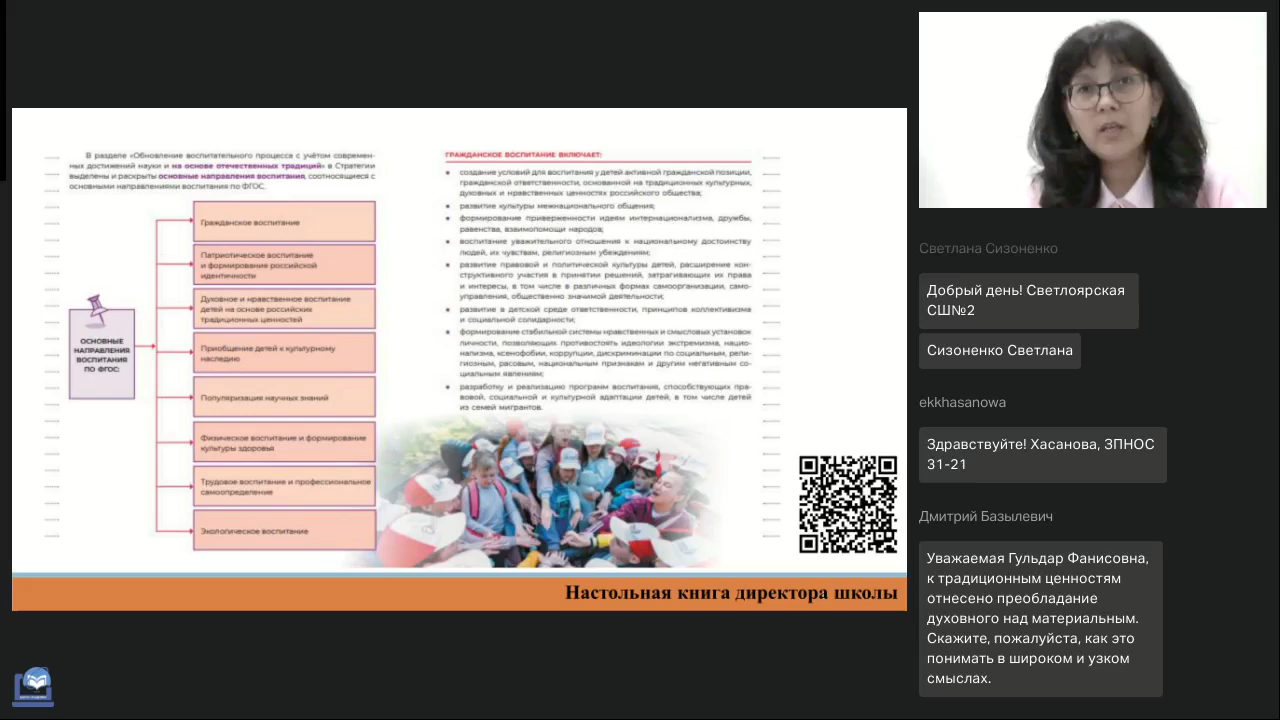 В разделе «Обновление воспитательного процесса с учётом современ-
ных достижений науки и на основе отечественных традиций» в Стратегии
выделены и раскрыты основные направления воспитания, соотносящиеся с
основными направлениями воспитания по ФГОС.
ОСНОВНЫЕ
НАПРАВЛЕНИЯ
ВОСПИТАНИЯ
ПО ФГОС:
Гражданское воспитание
Патриотическое воспитание
и формирование российской
идентичности
Духовное и нравственное воспитание
детей на основе российских
традиционных ценностей
Приобщение детей к культурному
наследию
Популяризация научных знаний
Физическое воспитание и формирование
культуры здоровья
Трудовое воспитание и профессиональное
самоопределение
Экологическое воспитание
ГРАЖДАНСКОЕ ВОСПИТАНИЕ ВКЛЮЧАЕТ:
• создание условий для воспитания у детей активной гражданской позиции,
гражданской ответственности, основанной на традиционных культурных,
духовных и нравственных ценностях российского общества;
• развитие культуры межнационального общения;
• формирование приверженности идеям интернационализма, дружбы,
равенства, взаимопомощи народов;
• воспитание уважительного отношения к национальному достоинству
людей, их чувствам, религиозным убеждениям;
• развитие правовой и политической культуры детей, расширение кон-
структивного участия в принятии решений, затрагивающих их права
и интересы, в том числе в различных формах самоорганизации, само-
управления, общественно значимой деятельности;
• развитие в детской среде ответственности, принципов коллективизма
и социальной солидарности;
• формирование стабильной системы нравственных и смысловых установок
личности, позволяющих противостоять идеологии экстремизма, нацио-
нализма, ксенофобии, коррупции, дискриминации по социальным, рели-
гиозным, расовым, национальным признакам и другим негативным со-
циальным явлениям;
• разработку и реализацию программ воспитания, способствующих пра-
вовой, социальной и культурной адаптации детей, в том числе детей
из семей мигрантов.
Настольная книга директора школы
Светлана Сизоненко
Добрый день! Светлоярская
СШ№2
Сизоненко Светлана
ekkhasanowa
Здравствуйте! Хасанова, ЗПНОС
31-21
Дмитрий Базылевич
Уважаемая Гульдар Фанисовна,
к традиционным ценностям
отнесено преобладание
духовного над материальным.
Скажите, пожалуйста, как это
понимать в широком и узком
смыслах.